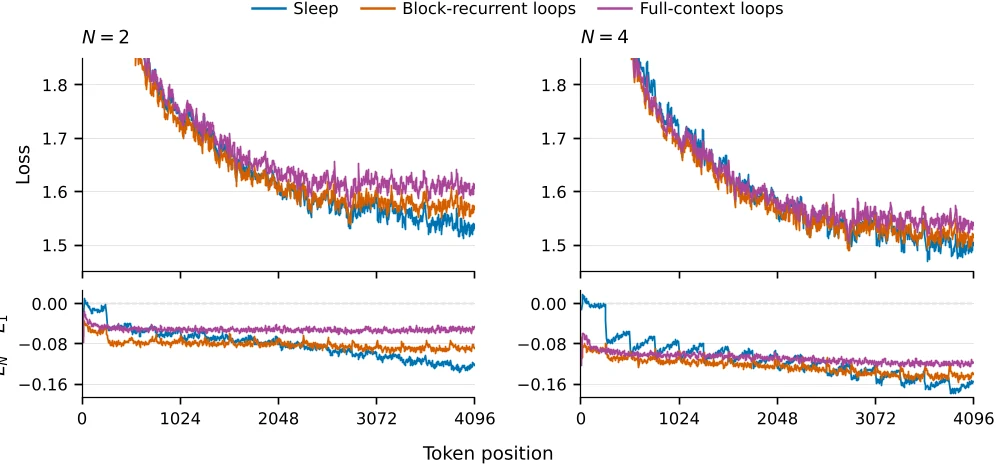 Sleep Block-recurrent loops Full-context loops
N = 2 N = 4
Loss
1.8 1.8
1.7 1.7
1.6 1.6
1.5 1.5
0.00 0.00
−0.08 −0.08
−0.16 −0.16
0 1024 2048 3072 4096 0 1024 2048 3072 4096
Token position